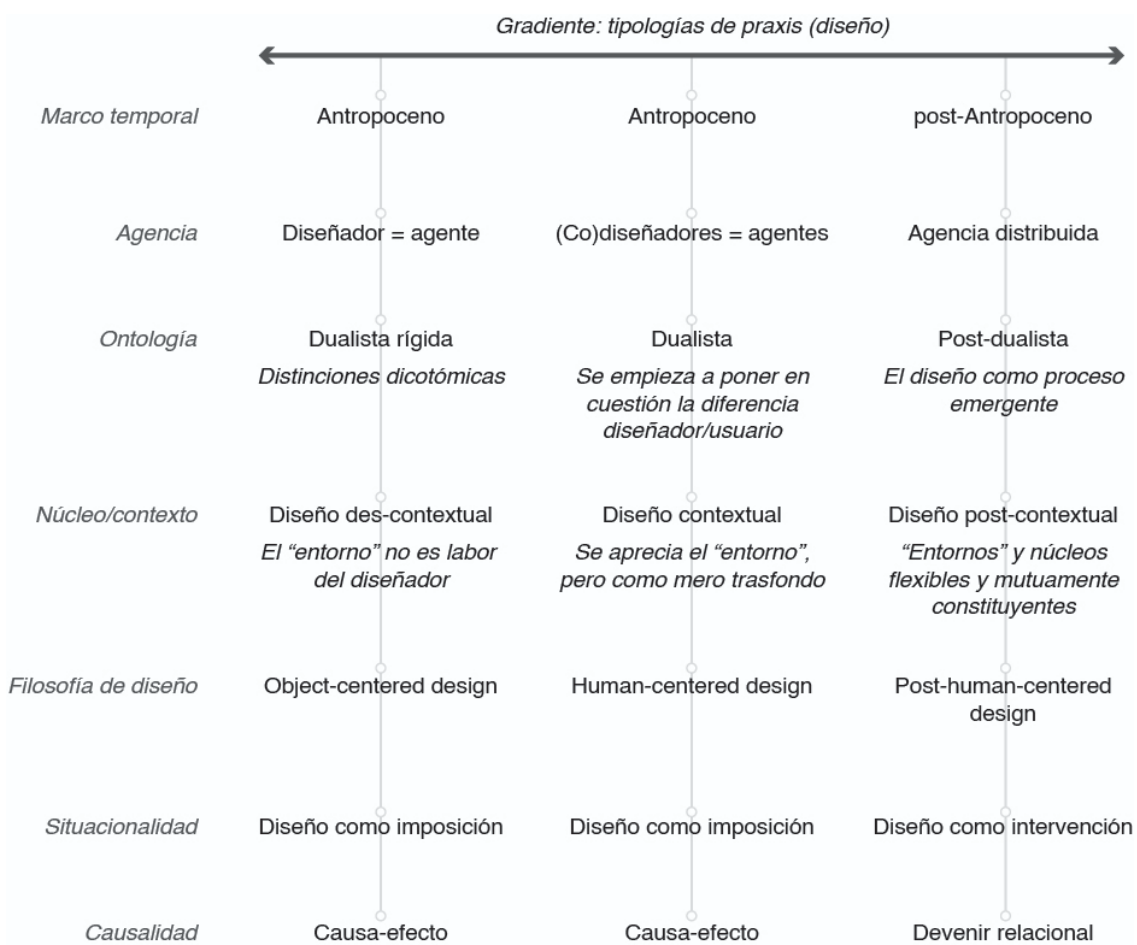 Gradiente: tipologías de praxis (diseño)
Marco temporal
Antropoceno
Antropoceno
post-Antropoceno
Agencia
Diseñador = agente
(Co)diseñadores = agentes
Agencia distribuida
Ontología
Dualista rígida
Distinciones dicotómicas
Dualista
Se empieza a poner en
cuestión la diferencia
diseñador/usuario
Post-dualista
El diseño como proceso
emergente
Núcleo/contexto
Diseño des-contextual
El “entorno” no es labor
del diseñador
Diseño contextual
Se aprecia el “entorno”,
pero como mero trasfondo
Diseño post-contextual
“Entornos” y núcleos
flexibles y mutuamente
constituyentes
Filosofía de diseño
Object-centered design
Human-centered design
Post-human-centered
design
Situacionalidad
Diseño como imposición
Diseño como imposición
Diseño como intervención
Causalidad
Causa-efecto
Causa-efecto
Devenir relacional